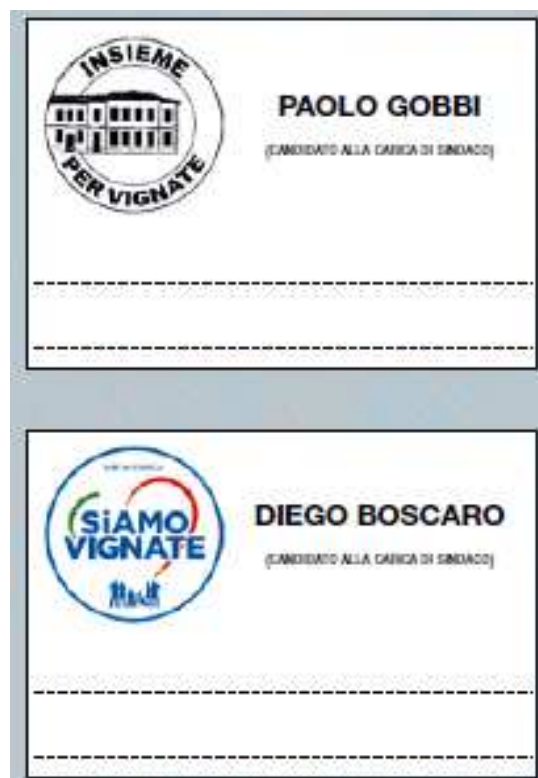 INSIEME
PER VIGNATE
PAOLO GOBBI
(CANDIDATO ALLA CARICA DI SINDACO)
SiAMO
VIGNATE
DIEGO BOSCARO
(CANDIDATO ALLA CARICA DI SINDACO)